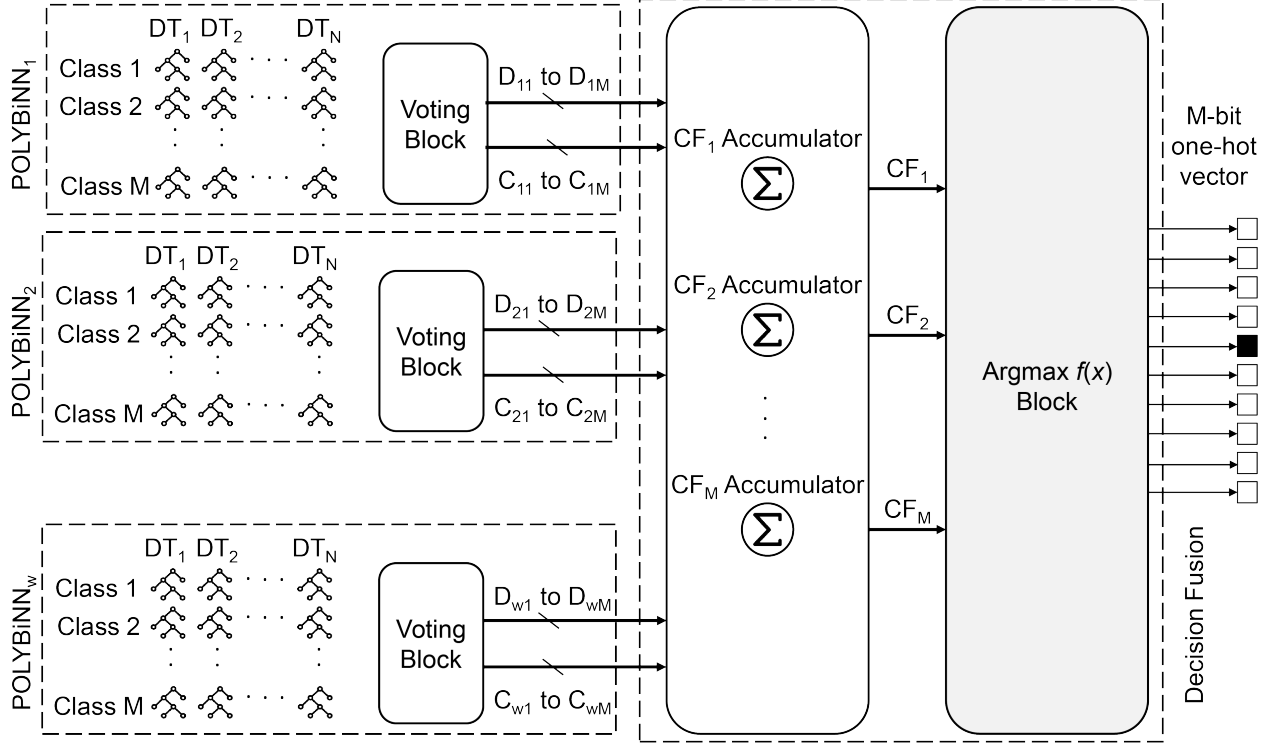 POLYBiNN1
DT1 DT2 DTN
Class 1
Class 2
Class M
Voting
Block
D11 to D1M
C11 to C1M
POLYBiNN2
DT1 DT2 DTN
Class 1
Class 2
Class M
Voting
Block
D21 to D2M
C21 to C2M
POLYBiNNw
DT1 DT2 DTN
Class 1
Class 2
Class M
Voting
Block
Dw1 to DwM
Cw1 to CwM
CF1 Accumulator
Σ
CF2 Accumulator
Σ
CFM Accumulator
Σ
CF1
CF2
CFM
Argmax f(x)
Block
M-bit
one-hot
vector
Decision Fusion